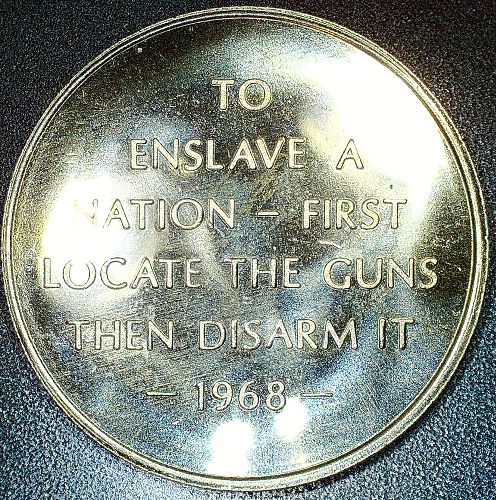 TO
ENSLAVE A
NATION – FIRST
LOCATE THE GUNS
THEN DISARM IT
– 1968 –